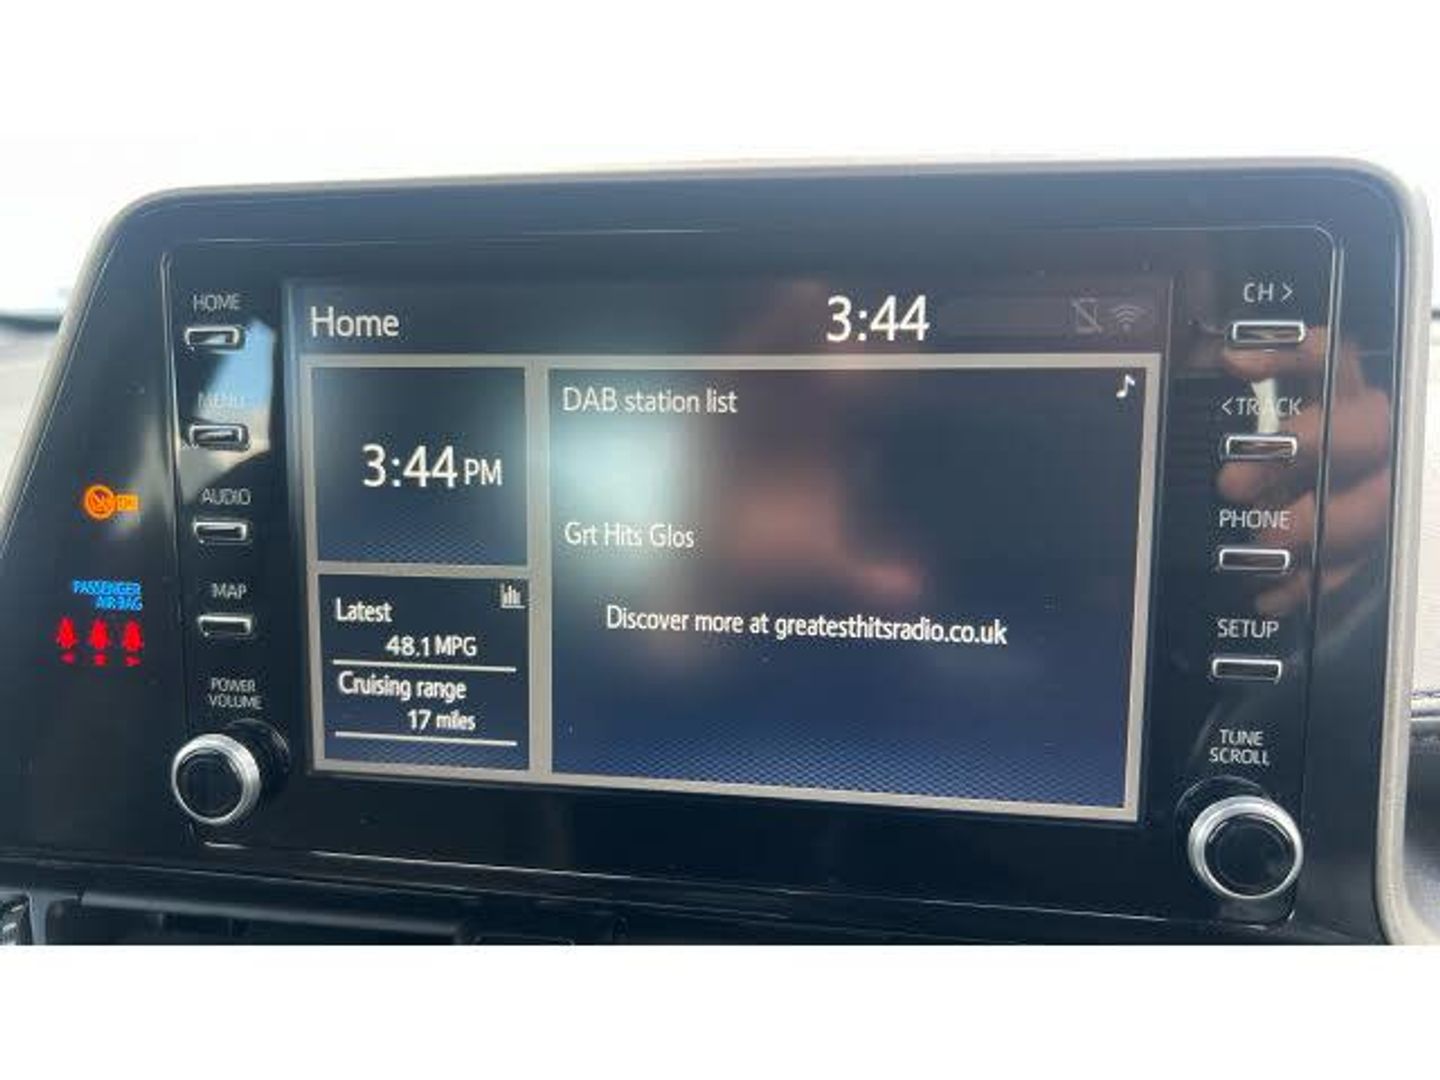 HOME
MENU
AUDIO
MAP
POWER
VOLUME
PASSENGER
AIR BAG
Home
3:44
3:44 PM
Latest
48.1 MPG
Cruising range
17 miles
DAB station list
Grt Hits Glos
Discover more at greatesthitsradio.co.uk
CH >
< TRACK
PHONE
SETUP
TUNE
SCROLL